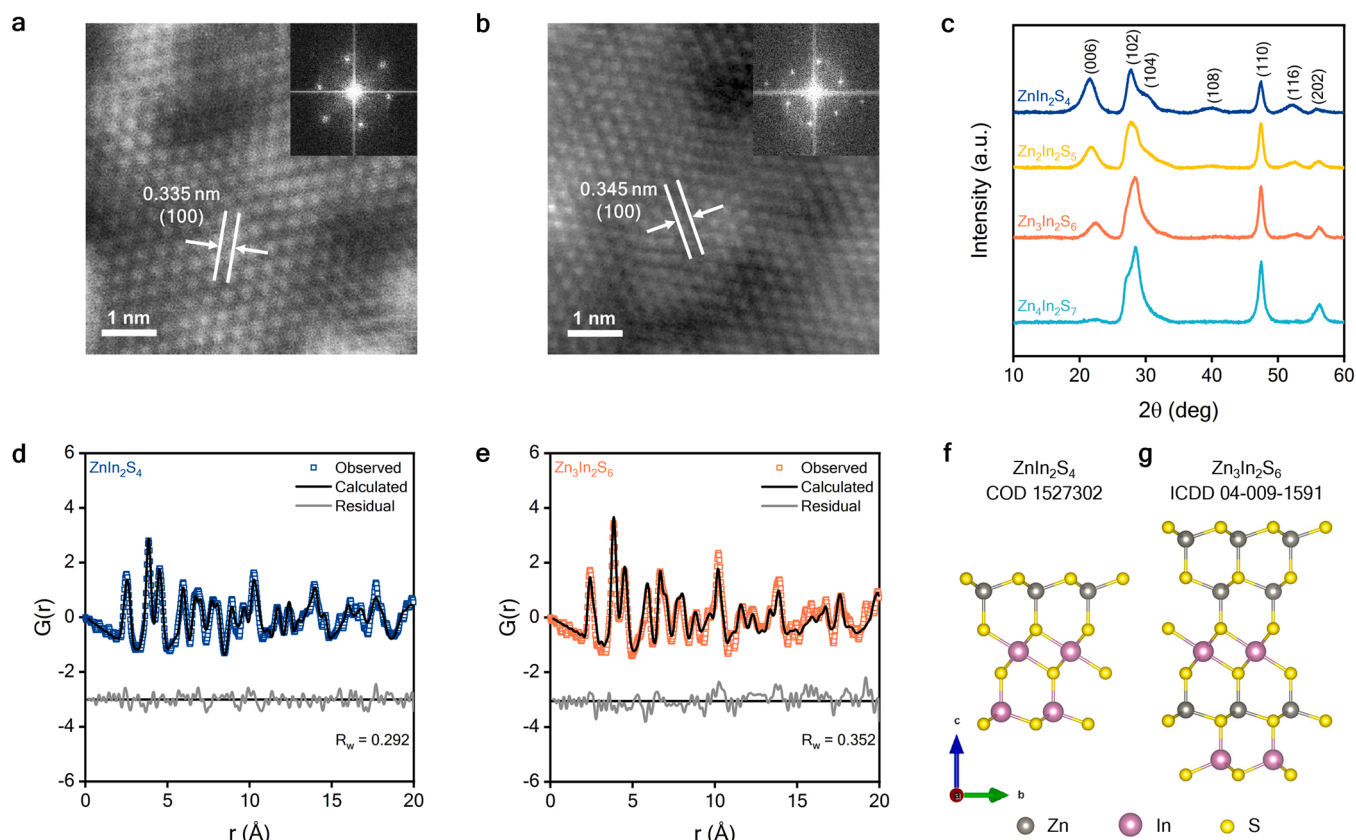 a
0.335 nm
(100)
1 nm
b
0.345 nm
(100)
1 nm
c
Intensity (a.u.)
(006)
(102)
(104)
(108)
(110)
(116)
(202)
ZnIn₂S₄
Zn₂In₂S₅
Zn₃In₂S₆
Zn₄In₂S₇
10 20 30 40 50 60
2θ (deg)
d
ZnIn₂S₄
Observed
Calculated
Residual
G(r)
6
4
2
0
-2
-4
-6
R_w = 0.292
0 5 10 15 20
r (Å)
e
Zn₃In₂S₆
Observed
Calculated
Residual
G(r)
6
4
2
0
-2
-4
-6
R_w = 0.352
0 5 10 15 20
r (Å)
f
ZnIn₂S₄
COD 1527302
g
Zn₃In₂S₆
ICDD 04-009-1591
c
a
b
Zn In S